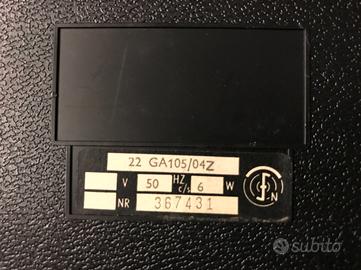 22 GA105/04Z
V 50 HZ c/s 6 W
NR 367431
N
subito